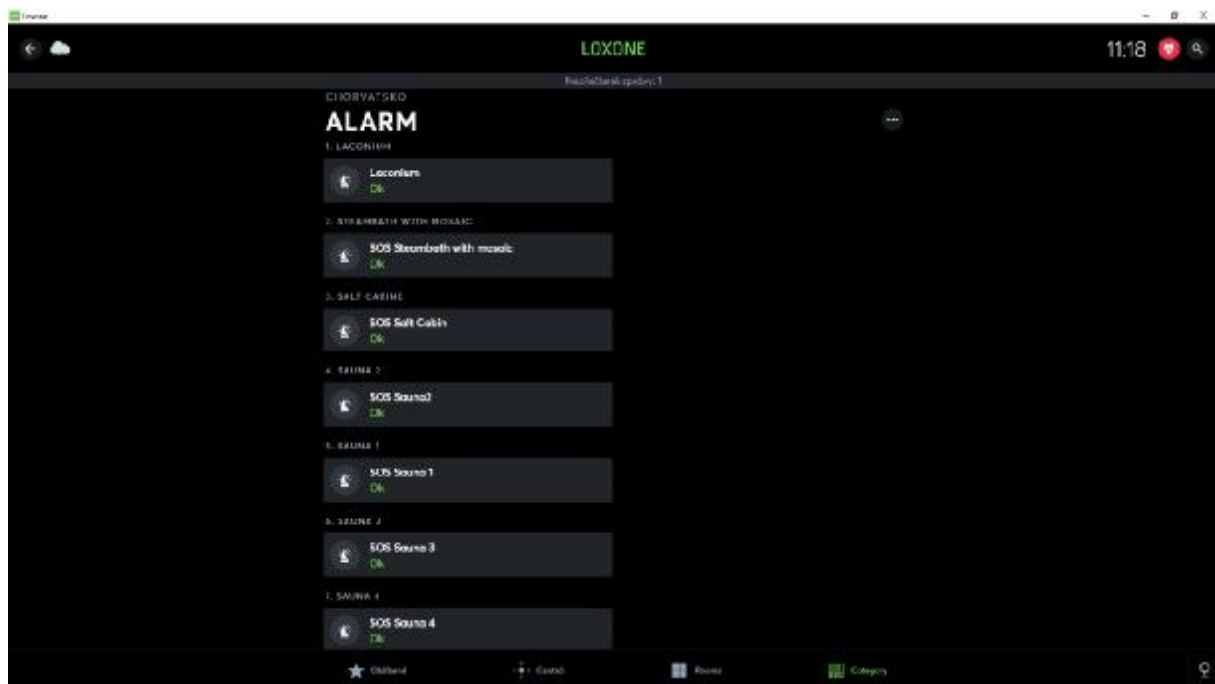 Loxone
LOXONE
11:18
CHORVATSKO
ALARM
1. LACONIUM
Laconium
Ok
2. STEAMBATH WITH MOSAIC
SOS Steambath with mosaic
Ok
3. SALT CABINE
SOS Salt Cabin
Ok
4. SAUNA 2
SOS Sauna2
Ok
5. SAUNA 1
SOS Sauna 1
Ok
6. SAUNA 3
SOS Sauna 3
Ok
7. SAUNA 4
SOS Sauna 4
Ok
Rooms
Category